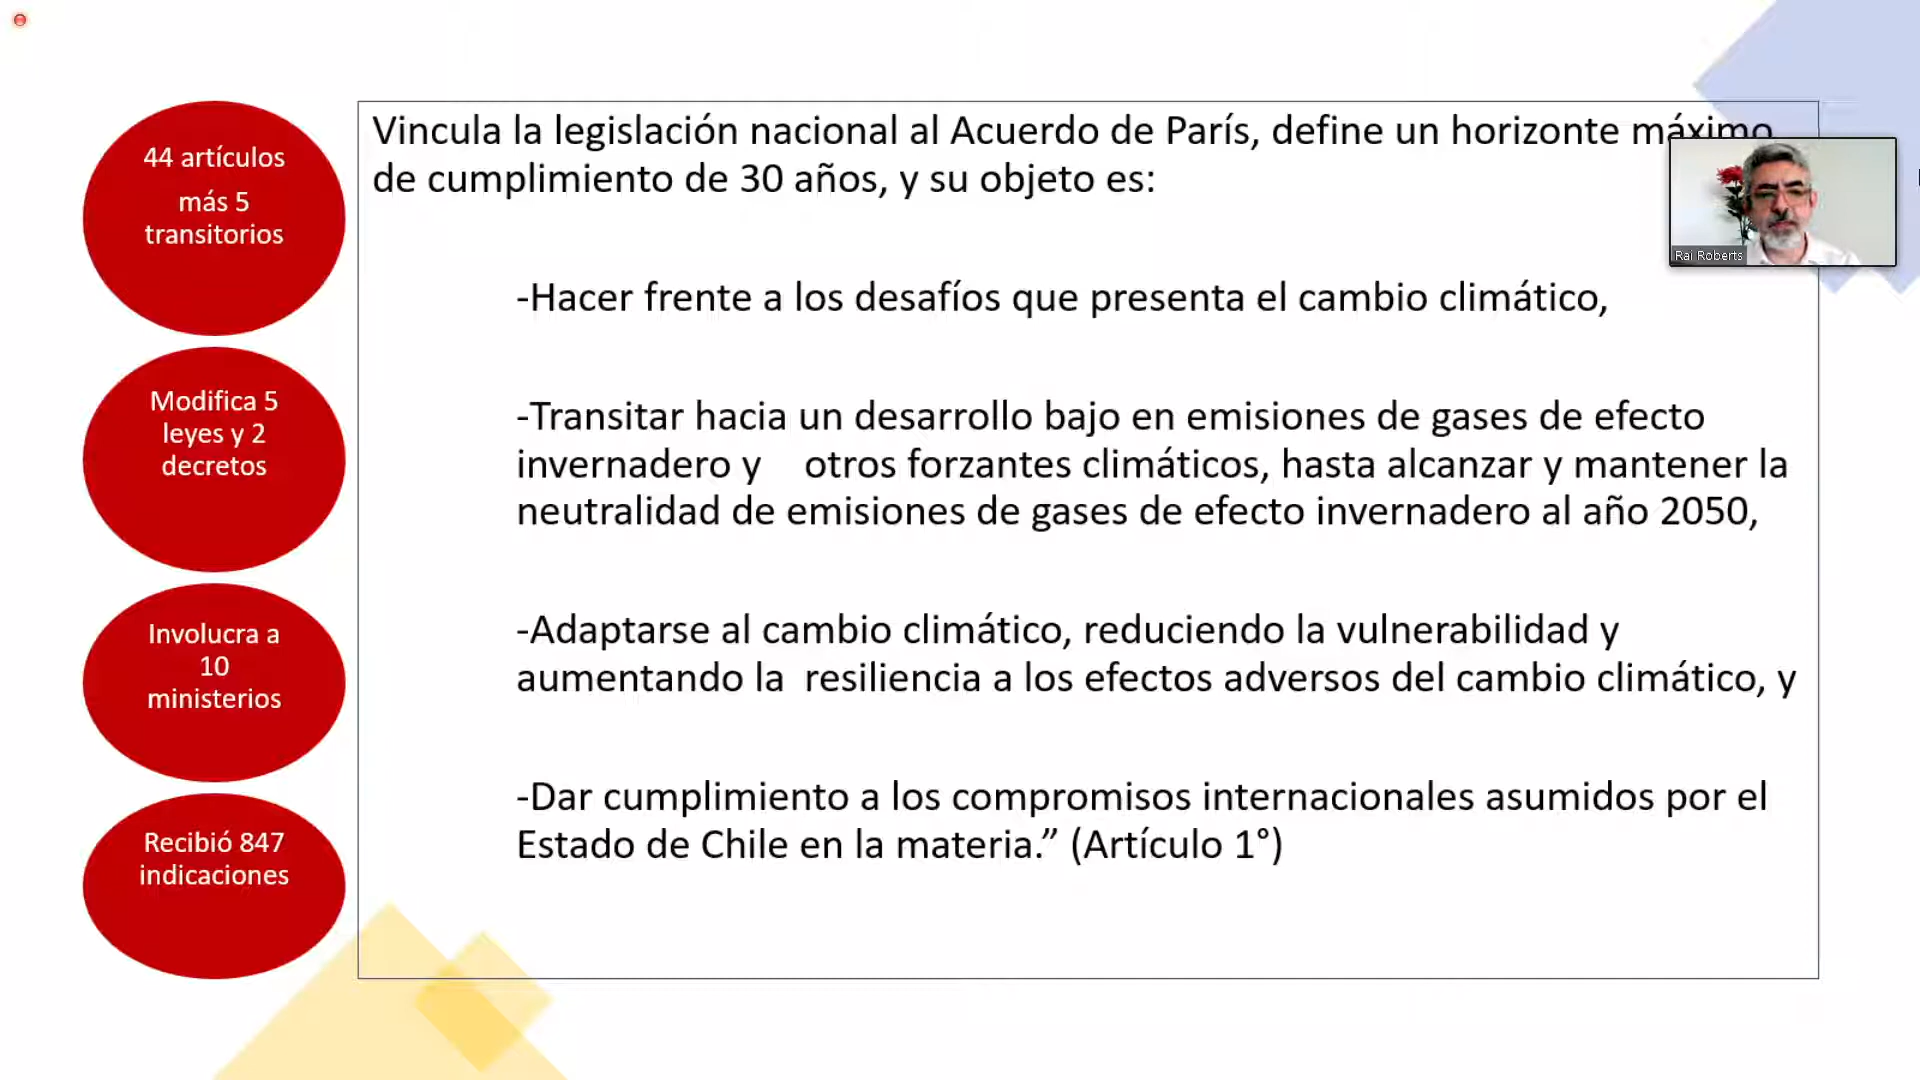 44 artículos
más 5
transitorios
Modifica 5
leyes y 2
decretos
Involucra a
10
ministerios
Recibió 847
indicaciones
Vincula la legislación nacional al Acuerdo de París, define un horizonte máximo
de cumplimiento de 30 años, y su objeto es:
-Hacer frente a los desafíos que presenta el cambio climático,
-Transitar hacia un desarrollo bajo en emisiones de gases de efecto
invernadero y otros forzantes climáticos, hasta alcanzar y mantener la
neutralidad de emisiones de gases de efecto invernadero al año 2050,
-Adaptarse al cambio climático, reduciendo la vulnerabilidad y
aumentando la resiliencia a los efectos adversos del cambio climático, y
-Dar cumplimiento a los compromisos internacionales asumidos por el
Estado de Chile en la materia.” (Artículo 1°)
Rai Roberts